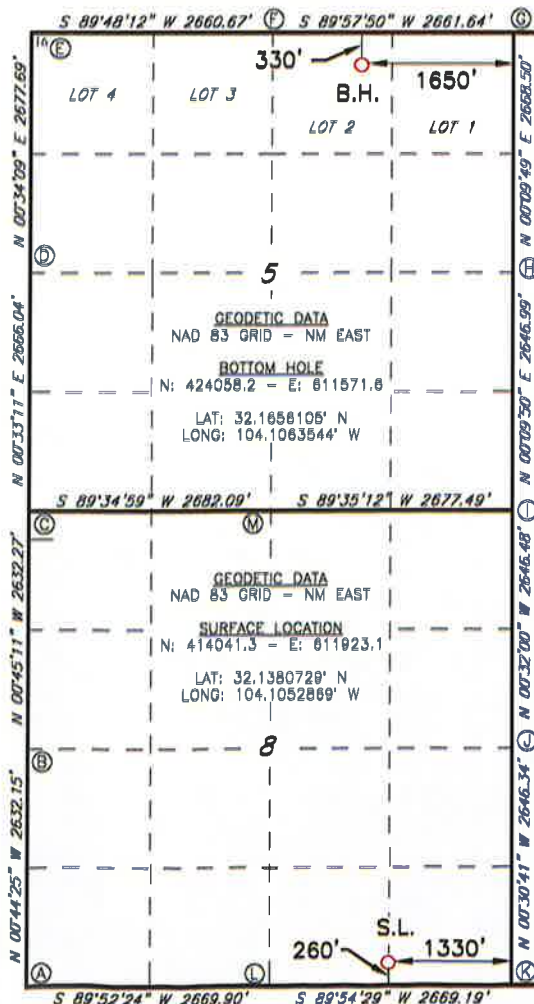 S 89°48'12" W 2660.67' F S 89°57'50" W 2661.64' G
16 E
330'
1650'
B.H.
LOT 4 LOT 3 LOT 2 LOT 1
N 00°34'09" E 2677.69'
N 00°09'49" E 2668.50'
D
H
5
GEODETIC DATA
NAD 83 GRID - NM EAST
BOTTOM HOLE
N: 424058.2 - E: 611571.6
LAT: 32.1656105° N
LONG: 104.1063544° W
N 00°33'11" E 2666.04'
N 00°09'50" E 2646.99'
S 89°34'59" W 2682.09' S 89°35'12" W 2677.49' I
C M
GEODETIC DATA
NAD 83 GRID - NM EAST
SURFACE LOCATION
N: 414041.3 - E: 611923.1
LAT: 32.1380729° N
LONG: 104.1052869° W
N 00°45'11" W 2632.27'
N 00°32'00" W 2646.48'
8
B
J
N 00°44'25" W 2632.15'
N 00°30'41" W 2646.34'
S.L.
260'
1330'
A L K
S 89°52'24" W 2669.90' S 89°54'29" W 2669.19'